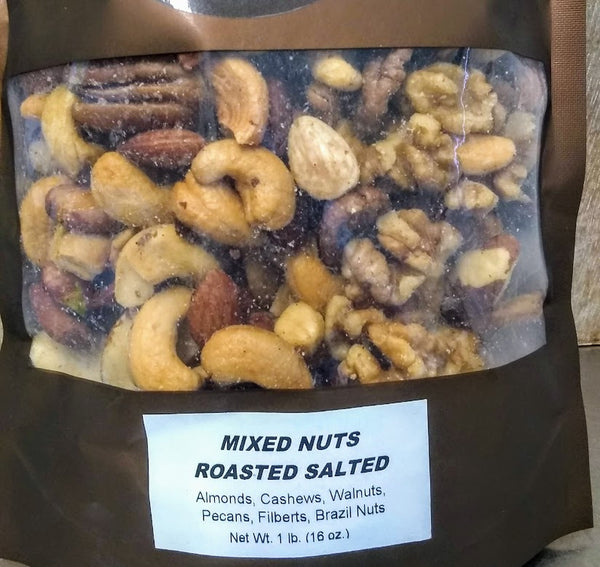 MIXED NUTS
ROASTED SALTED
Almonds, Cashews, Walnuts,
Pecans, Filberts, Brazil Nuts
Net Wt. 1 lb. (16 oz.)